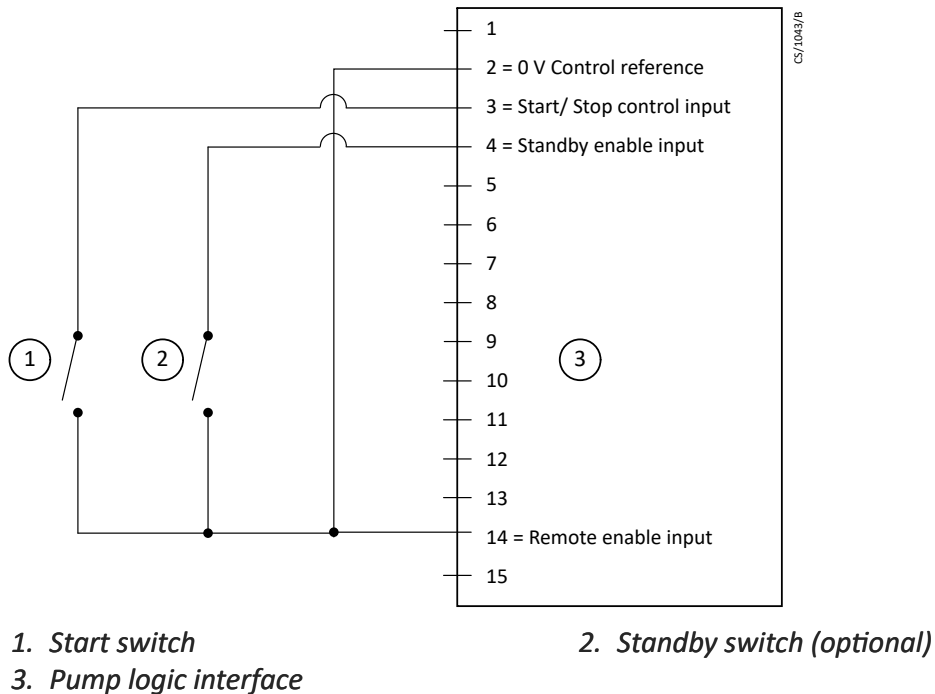 1
2 = 0 V Control reference
3 = Start/ Stop control input
4 = Standby enable input
5
6
7
8
9
10
11
12
13
14 = Remote enable input
15
1
2
3
CS/1043/B
1. Start switch
2. Standby switch (optional)
3. Pump logic interface